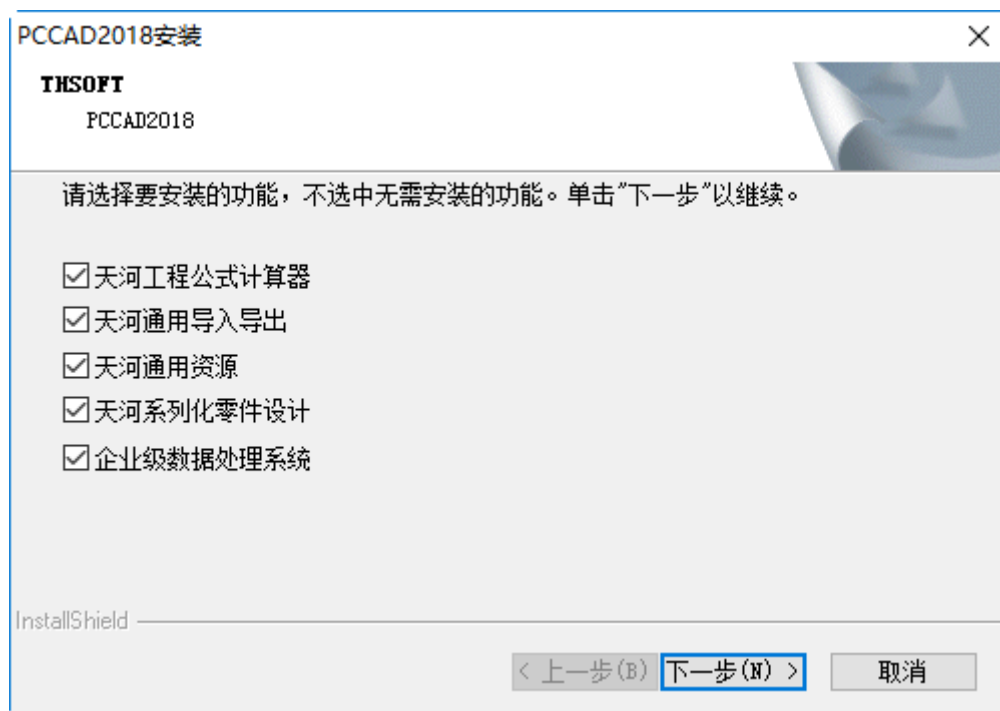 PCCAD2018安装
THSOFT
PCCAD2018
请选择要安装的功能，不选中无需安装的功能。单击"下一步"以继续。
天河工程公式计算器
天河通用导入导出
天河通用资源
天河系列化零件设计
企业级数据处理系统
InstallShield
< 上一步(B) 下一步(N) > 取消